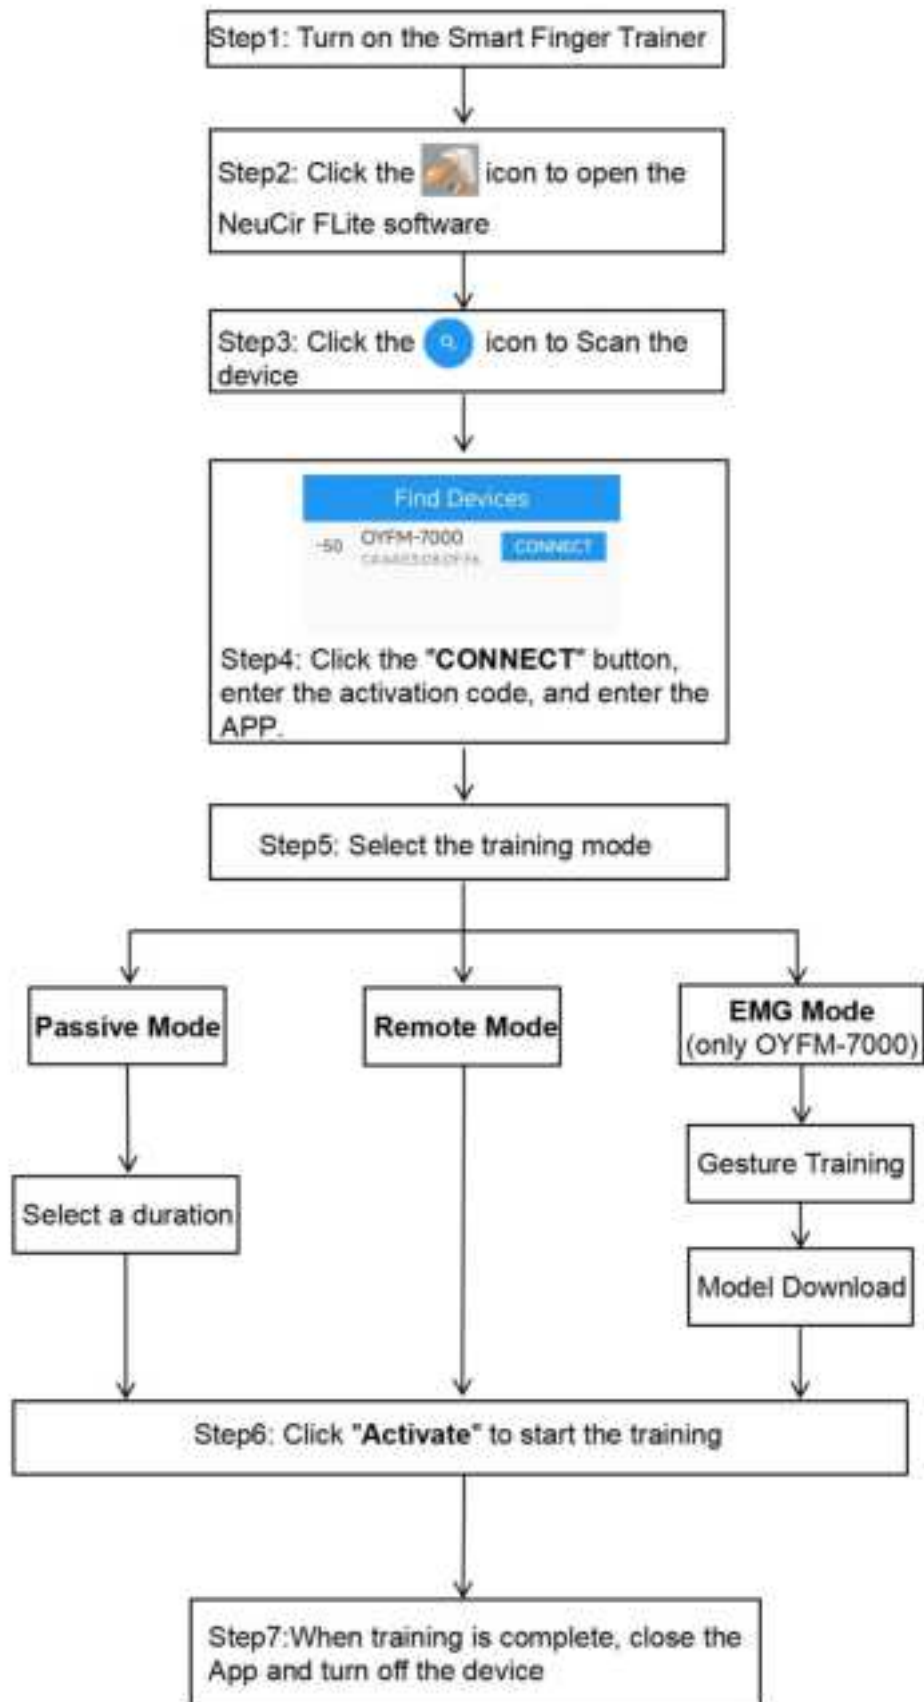 Step1: Turn on the Smart Finger Trainer
Step2: Click the icon to open the
NeuCir FLite software
Step3: Click the icon to Scan the
device
Find Devices
-50 OYFM-7000 CONNECT
Step4: Click the "CONNECT" button,
enter the activation code, and enter the
APP.
Step5: Select the training mode
Passive Mode
Remote Mode
EMG Mode
(only OYFM-7000)
Select a duration
Gesture Training
Model Download
Step6: Click "Activate" to start the training
Step7:When training is complete, close the
App and turn off the device